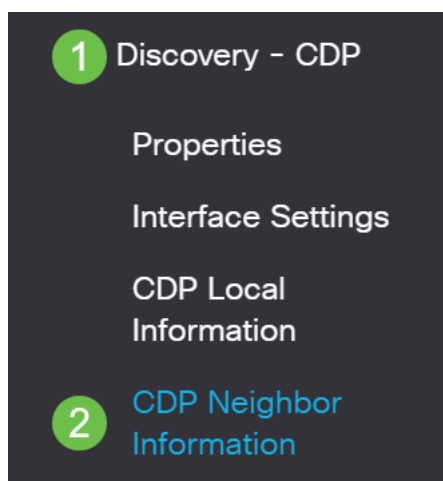 1 Discovery - CDP
Properties
Interface Settings
CDP Local
Information
CDP Neighbor
2
Information